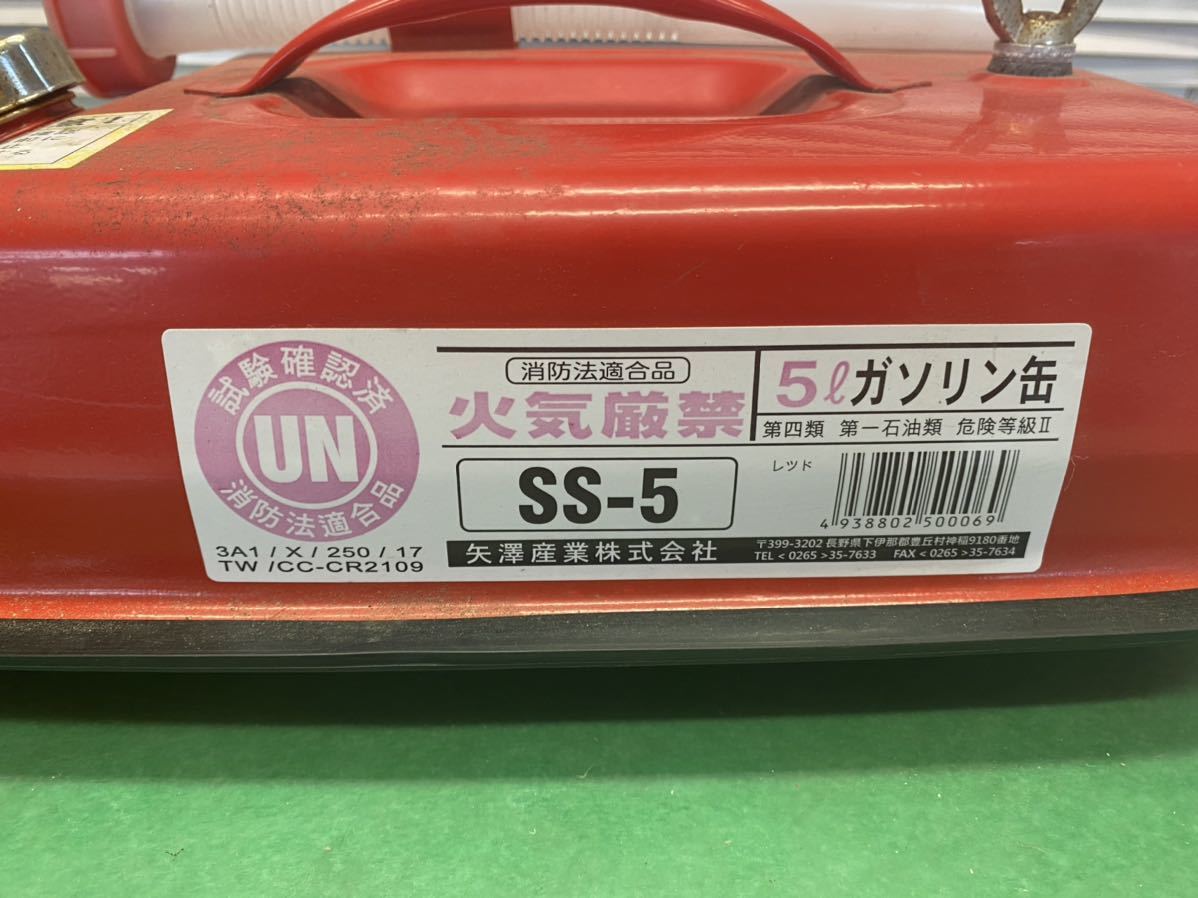 試験確認済
UN
消防法適合品
3A1 / X / 250 / 17
TW /CC-CR2109
消防法適合品
火気厳禁
5ℓガソリン缶
第四類 第一石油類 危険等級Ⅱ
SS-5
レツド
4 938802 500069
矢澤産業株式会社
〒399-3202 長野県下伊那郡豊丘村神稲9180番地
TEL < 0265 >35-7633 FAX < 0265 >35-7634